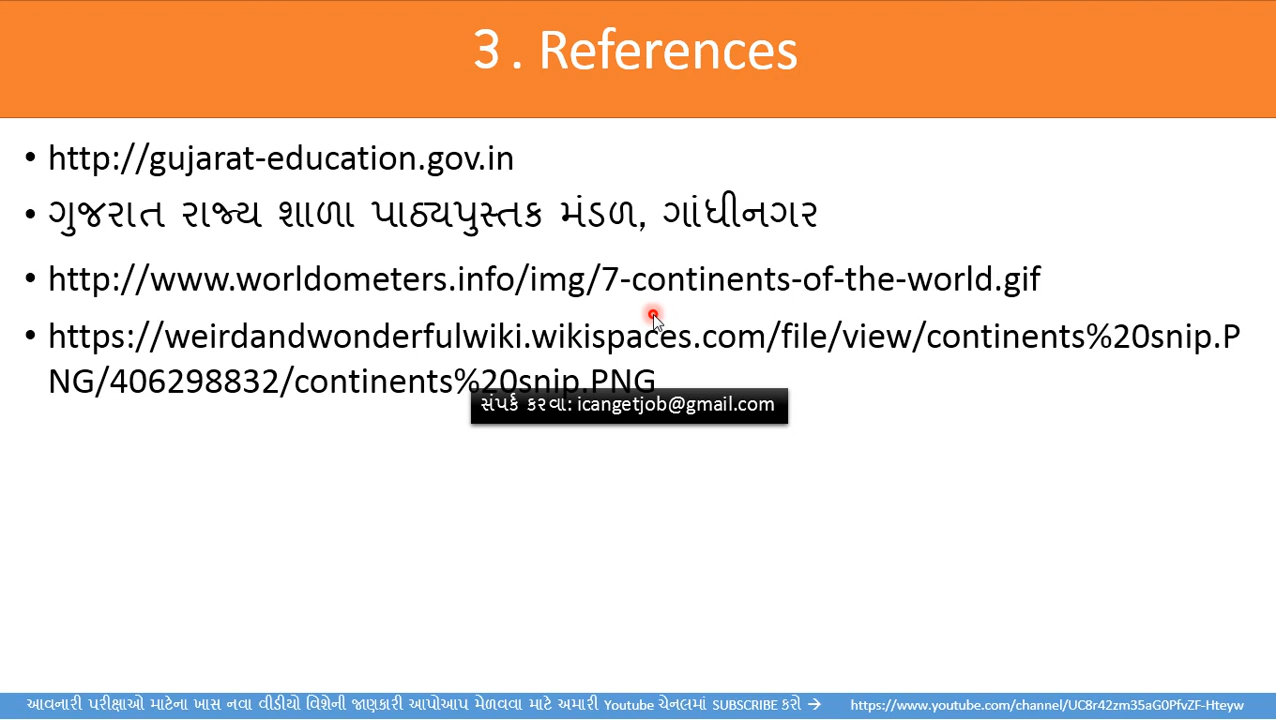 3. References
• http://gujarat-education.gov.in
• ગુજરાત રાજ્ય શાળા પાઠ્યપુસ્તક મંડળ, ગાંધીનગર
• http://www.worldometers.info/img/7-continents-of-the-world.gif
• https://weirdandwonderfulwiki.wikispaces.com/file/view/continents%20snip.P
NG/406298832/continents%20snip.PNG
સંપર્ક કરવા: icangetjob@gmail.com
આવનારી પરીક્ષાઓ માટેના ખાસ નવા વીડીયો વિશેની જાણકારી આપોઆપ મેળવવા માટે અમારી Youtube ચેનલમાં SUBSCRIBE કરો → https://www.youtube.com/channel/UC8r42zm35aG0PfvZF-Hteyw